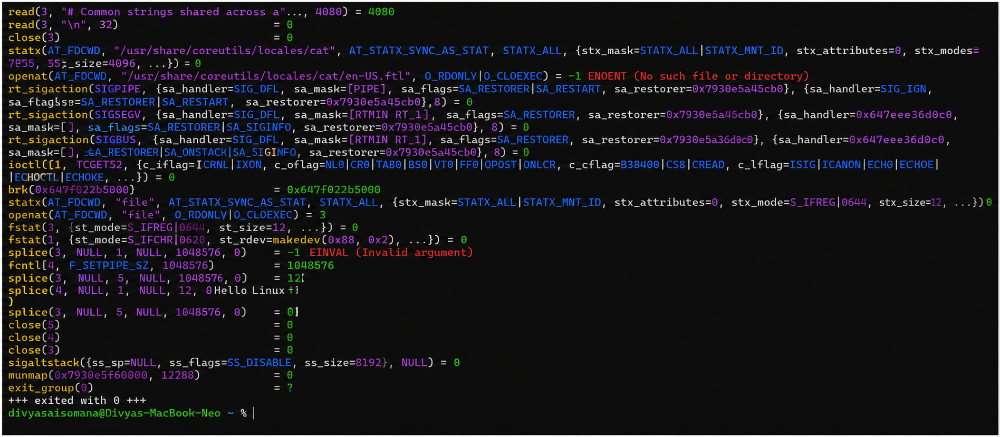 read(3, "# Common strings shared across a"..., 4080) = 4080
read(3, "\n", 32) = 0
close(3) = 0
statx(AT_FDCWD, "/usr/share/coreutils/locales/cat", AT_STATX_SYNC_AS_STAT, STATX_ALL, {stx_mask=STATX_ALL|STATX_MNT_ID, stx_attributes=0, stx_modes=
_size=4096, ...}) = 0
openat(AT_FDCWD, "/usr/share/coreutils/locales/cat/en-US.ftl", O_RDONLY|O_CLOEXEC) = -1 ENOENT (No such file or directory)
rt_sigaction(SIGPIPE, {sa_handler=SIG_DFL, sa_mask=[PIPE], sa_flags=SA_RESTORER|SA_RESTART, sa_restorer=0x7930e5a45cb0}, {sa_handler=SIG_IGN,
=SA_RESTORER|SA_RESTART, sa_restorer=0x7930e5a45cb0},8) = 0
rt_sigaction(SIGSEGV, {sa_handler=SIG_DFL, sa_mask=[RTMIN RT_1], sa_flags=SA_RESTORER, sa_restorer=0x7930e5a45cb0}, {sa_handler=0x647eee36d0c0,
sa_mask=[], sa_flags=SA_RESTORER|SA_SIGINFO, sa_restorer=0x7930e5a45cb0}, 8) = 0
rt_sigaction(SIGBUS, {sa_handler=SIG_DFL, sa_mask=[RTMIN RT_1], sa_flags=SA_RESTORER, sa_restorer=0x7930e5a36d0c0}, {sa_handler=0x647eee36d0c0,
sa_mask=[], SA_RESTORER|SA_ONSTACK|SA_SIGINFO, sa_restorer=0x7930e5a45cb0}, 8) = 0
ioctl([1, TCGET52, {c_iflag=ICRNL|IXON, c_oflag=NL0|CR0|TAB0|BS0|VT0|FF0|OPOST|ONLCR, c_cflag=B38400|CS8|CREAD, c_lflag=ISIG|ICANON|ECH0|ECHOE|
|ECHOCTL|ECHOKE, ...}) = 0
brk(0x647f022b5000} = 0x647f022b5000
statx(AT_FDCWD, "file", AT_STATX_SYNC_AS_STAT, STATX_ALL, {stx_mask=STATX_ALL|STATX_MNT_ID, stx_attributes=0, stx_mode=S_IFREG|0644, stx_size=12, ...}) 0
openat(AT_FDCWD, "file", O_RDONLY|O_CLOEXEC) = 3
fstat(3, {st_mode=S_IFREG|0644, st_size=12, ...}) = 0
fstat(1, {st_mode=S_IFCHR|0620, st_rdev=makedev(0x88, 0x2), ...}) = 0
splice(3, NULL, 1, NULL, 1048576, 0) = -1 EINVAL (Invalid argument)
fcntl[4, F_SETPIPE_SZ, 1048576) = 1048576
splice(3, NULL, 5, NULL, 1048576, 0) = 12
splice(4, NULL, 1, NULL, 12, 0Hello Linux
)
splice(3, NULL, 5, NULL, 1048576, 0) = 0
close(5) = 0
close(4) = 0
close(3) = 0
sigaltstack({ss_sp=NULL, ss_flags=SS_DISABLE, ss_size=8192}, NULL) = 0
munmap(0x7930e5f60000, 12288) = 0
exit_group(0) = ?
+++ exited with 0 +++
divyasaisomana@Divyas-MacBook-Neo ~ %